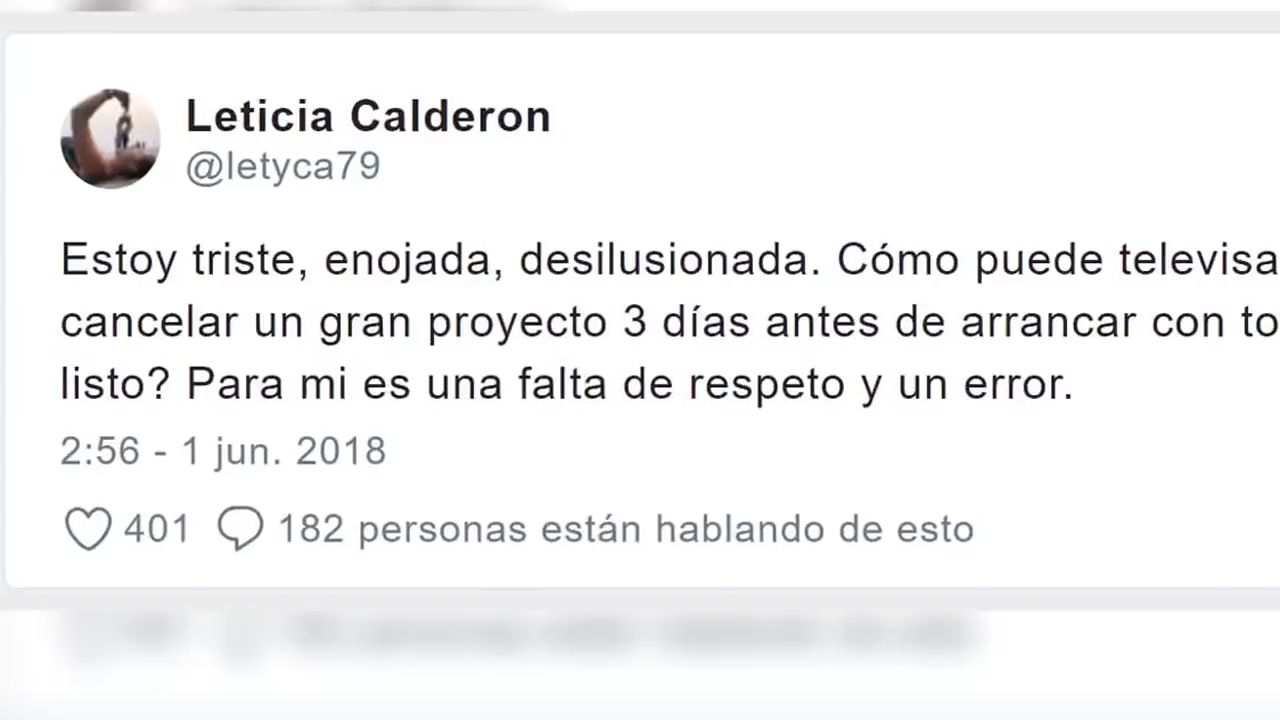 Leticia Calderon
@letyca79
Estoy triste, enojada, desilusionada. Cómo puede televisa
cancelar un gran proyecto 3 días antes de arrancar con to
listo? Para mi es una falta de respeto y un error.
2:56 - 1 jun. 2018
401 182 personas están hablando de esto